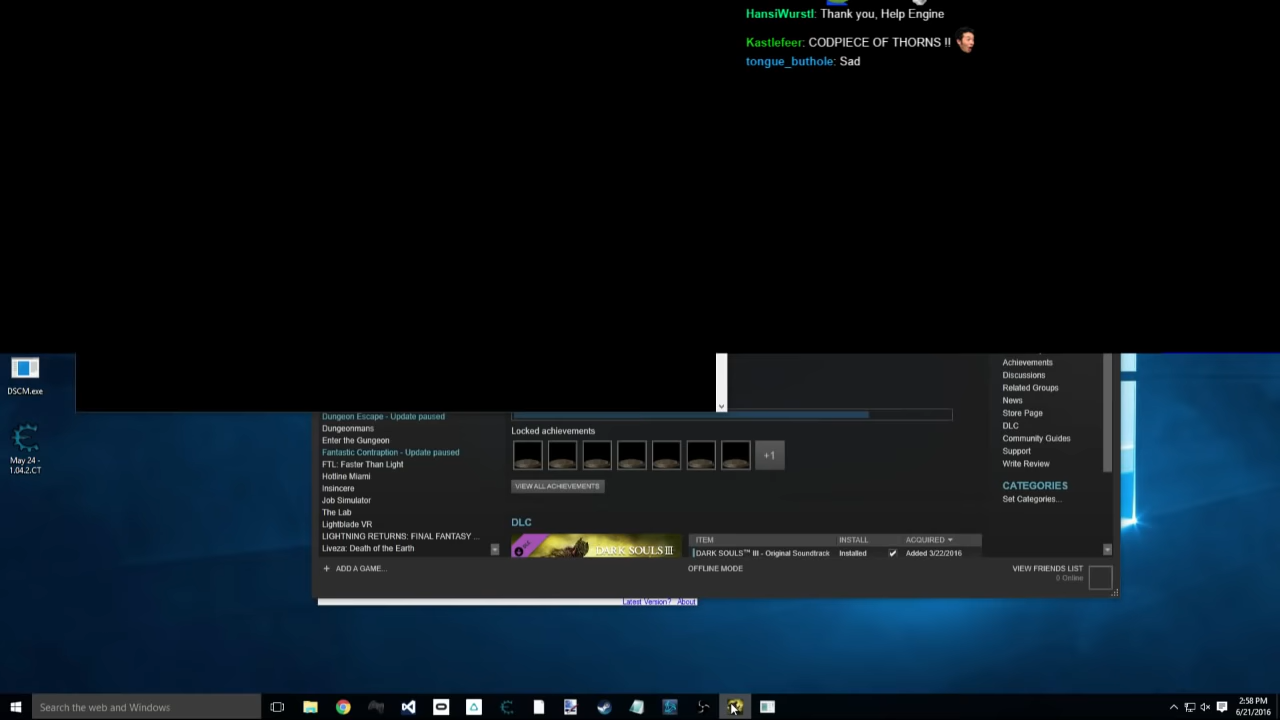 HansiWurstl: Thank you, Help Engine
Kastlefeer: CODPIECE OF THORNS !!
tongue_buthole: Sad
DSCM.exe
May 24 -
1.04.2.CT
Dungeon Escape - Update paused
Dungeonmans
Enter the Gungeon
Fantastic Contraption - Update paused
FTL: Faster Than Light
Hotline Miami
Insincere
Job Simulator
The Lab
Lightblade VR
LIGHTNING RETURNS: FINAL FANTASY ...
Liveza: Death of the Earth
+ ADD A GAME...
Locked achievements
+1
VIEW ALL ACHIEVEMENTS
DLC
DARK SOULS III
ITEM INSTALL ACQUIRED
DARK SOULS™ III - Original Soundtrack Installed Added 3/22/2016
OFFLINE MODE
Achievements
Discussions
Related Groups
News
Store Page
DLC
Community Guides
Support
Write Review
CATEGORIES
Set Categories...
VIEW FRIENDS LIST
0 Online
Latest Version? About
Search the web and Windows
2:58 PM
6/21/2016